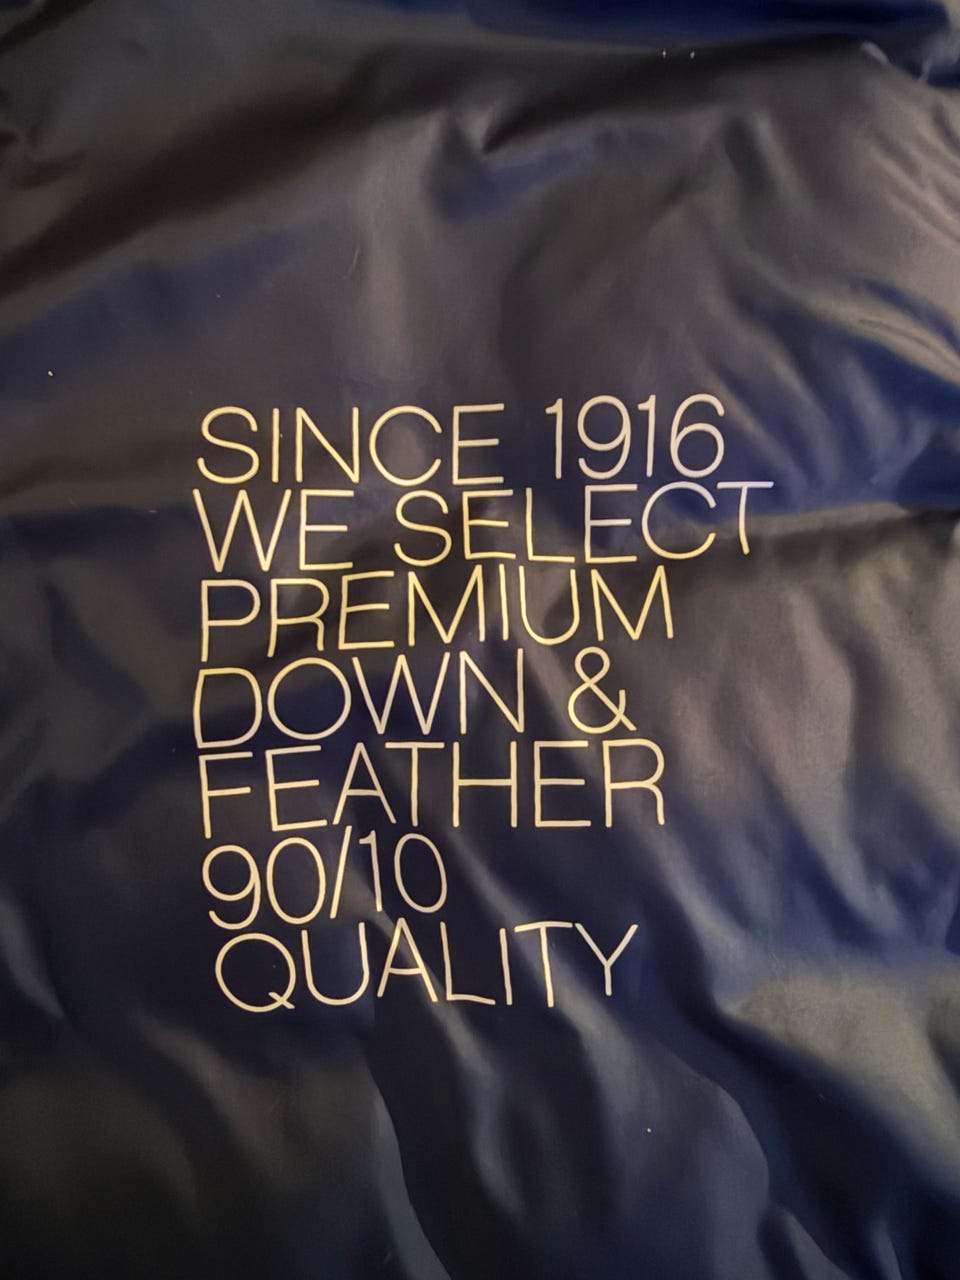 SINCE 1916
WE SELECT
PREMIUM
DOWN &
FEATHER
90/10
QUALITY